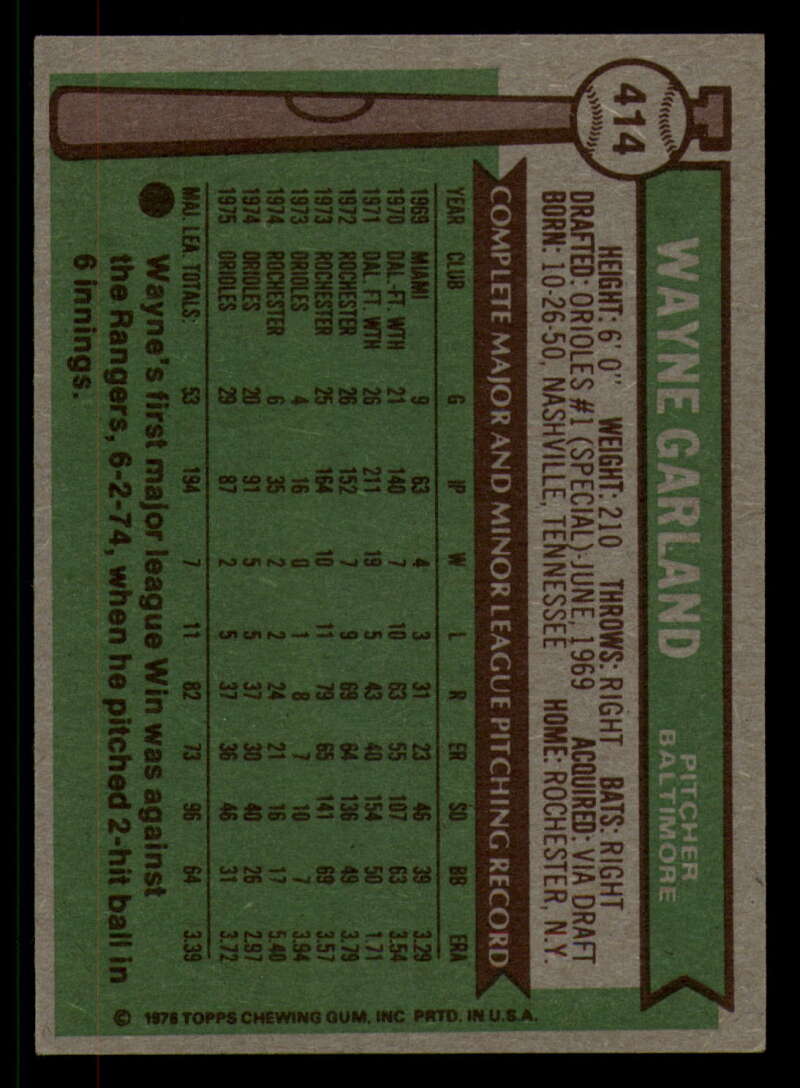 414
WAYNE GARLAND
PITCHER
BALTIMORE
HEIGHT: 6' 0" WEIGHT: 210 THROWS: RIGHT BATS: RIGHT
DRAFTED: ORIOLES #1 (SPECIAL)-JUNE, 1969 ACQUIRED: VIA DRAFT
BORN: 10-26-50, NASHVILLE, TENNESSEE HOME: ROCHESTER, N.Y.
COMPLETE MAJOR AND MINOR LEAGUE PITCHING RECORD
YEAR CLUB G IP W L R ER SO BB ERA
1969 MIAMI 9 63 4 3 31 23 46 39 3.29
1970 DAL.-FT. WTH 21 140 7 10 63 55 107 63 3.54
1971 DAL. FT. WTH 26 211 19 5 43 40 154 50 1.71
1972 ROCHESTER 26 152 7 9 69 64 136 49 3.79
1973 ROCHESTER 25 164 10 11 79 65 141 69 3.57
1973 ORIOLES 4 16 0 1 8 7 10 7 3.94
1974 ROCHESTER 6 35 2 2 24 21 16 17 5.40
1974 ORIOLES 20 91 5 5 37 30 40 26 2.97
1975 ORIOLES 29 87 2 5 37 36 46 31 3.72
MAJ. LEA. TOTALS: 53 194 7 11 82 73 96 64 3.39
Wayne's first major league Win was against
the Rangers, 6-2-74, when he pitched 2-hit ball in
6 innings.
© 1976 TOPPS CHEWING GUM, INC PRTD. IN U.S.A.